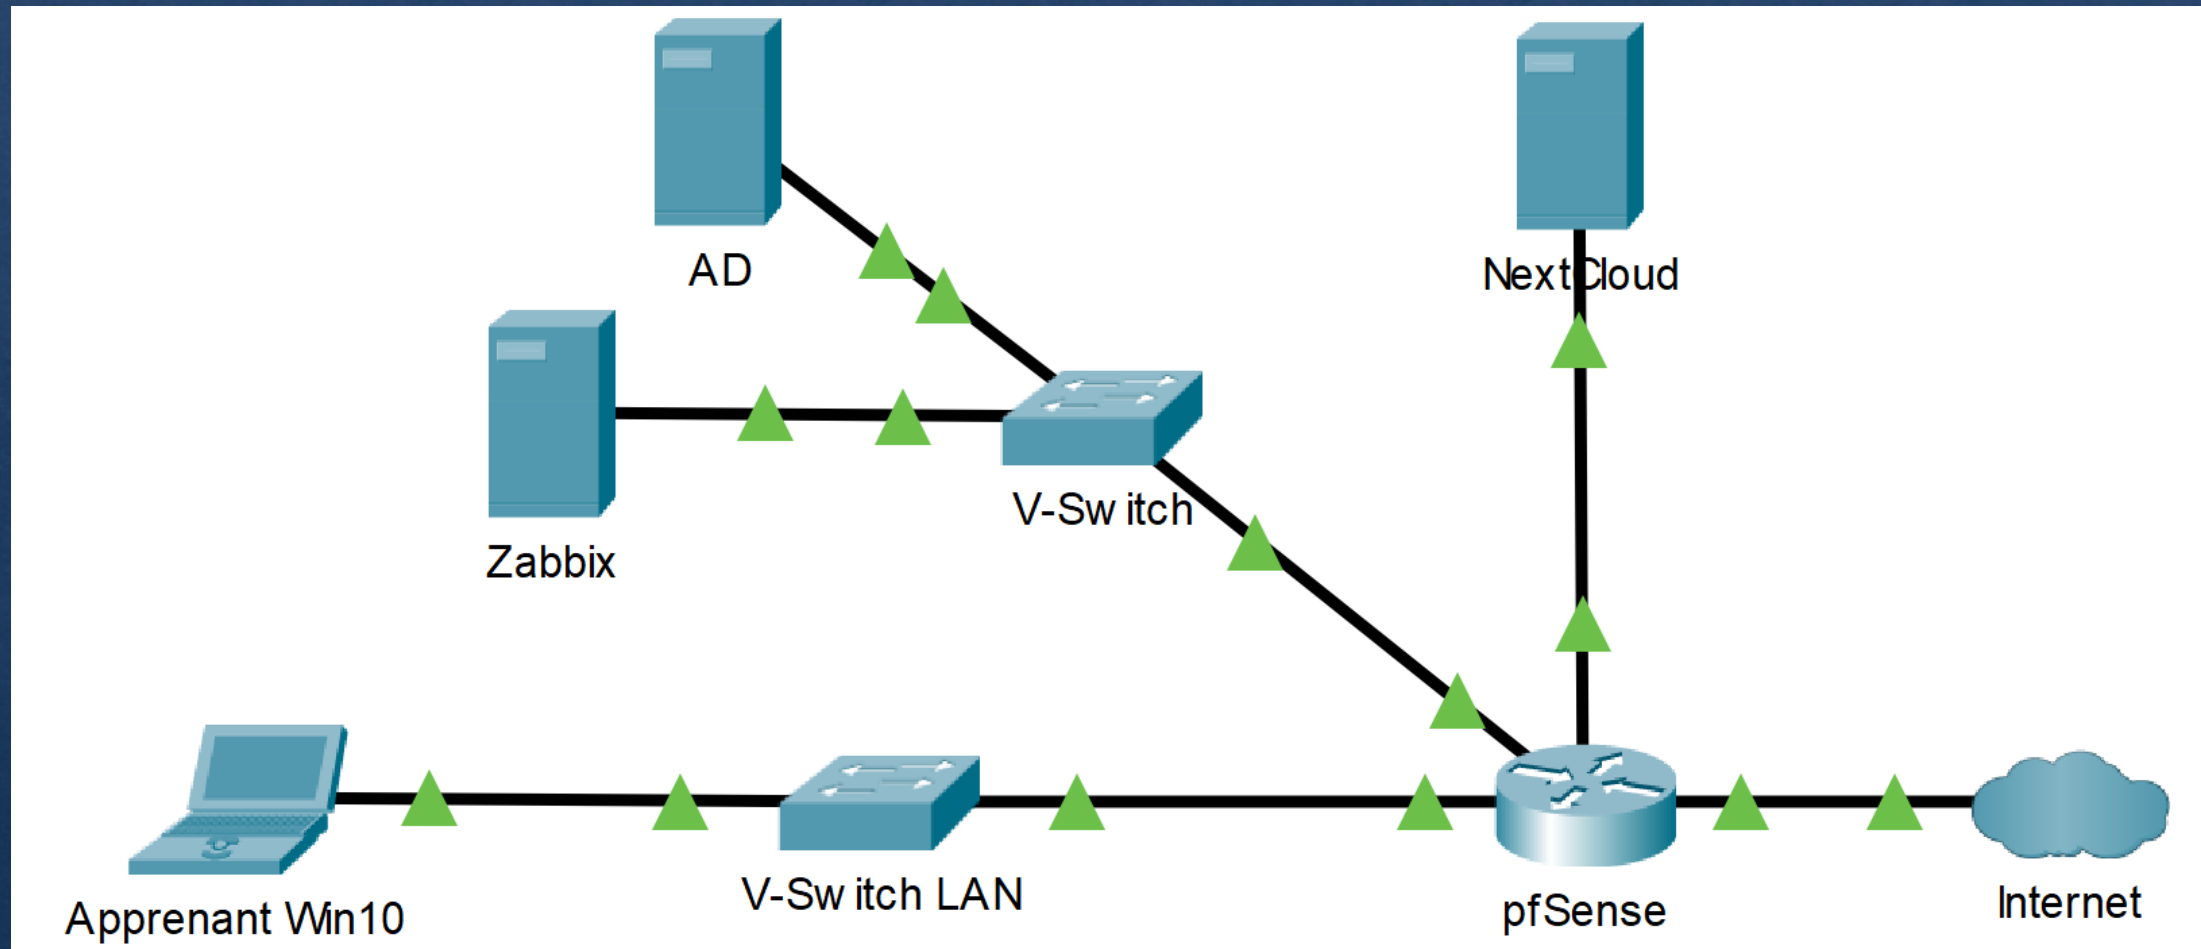 AD
NextCloud
V-Switch
Zabbix
V-Switch LAN
Apprenant Win10
pfSense
Internet